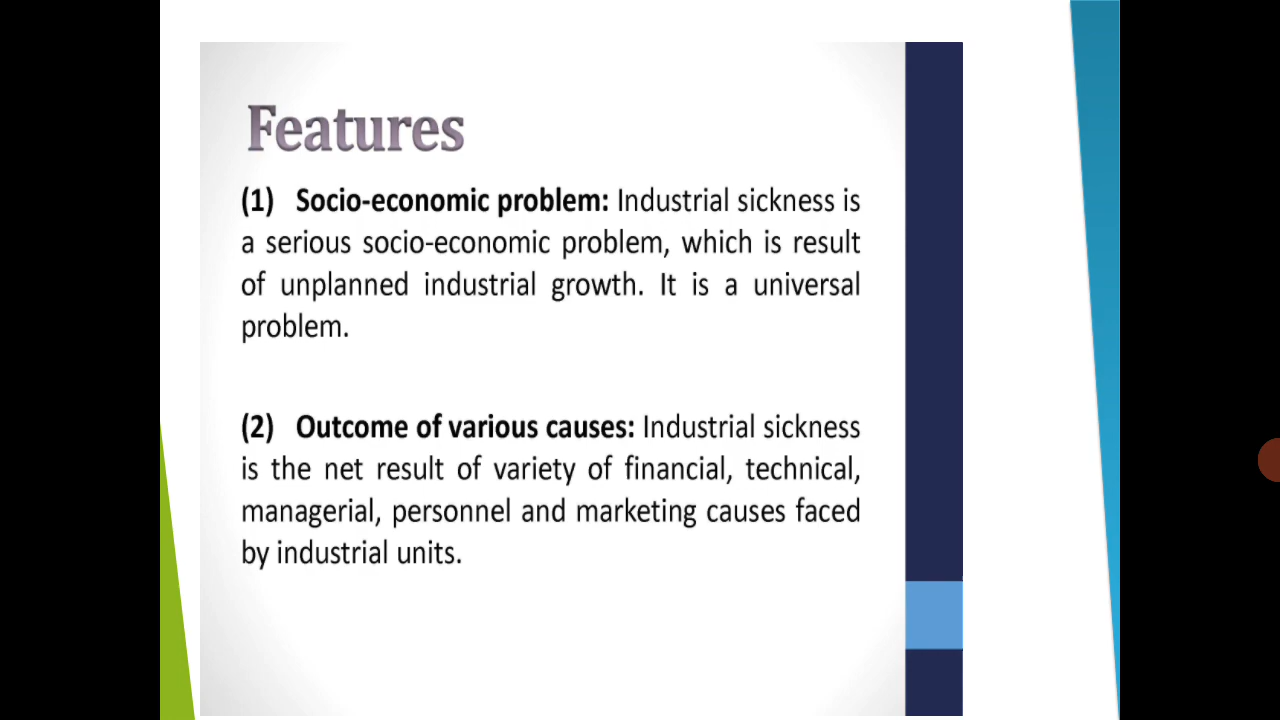 Features
(1) Socio-economic problem: Industrial sickness is
a serious socio-economic problem, which is result
of unplanned industrial growth. It is a universal
problem.
(2) Outcome of various causes: Industrial sickness
is the net result of variety of financial, technical,
managerial, personnel and marketing causes faced
by industrial units.